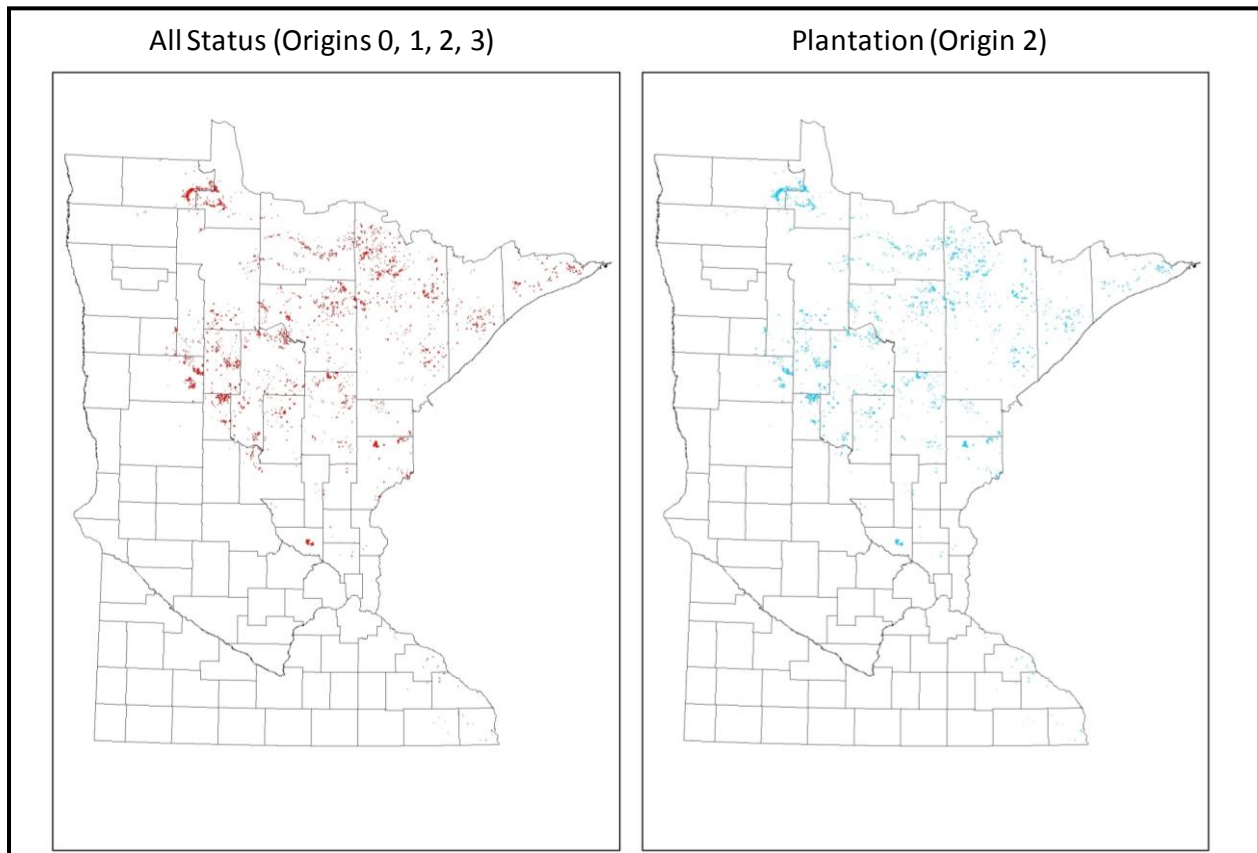 All Status (Origins 0, 1, 2, 3)
Plantation (Origin 2)